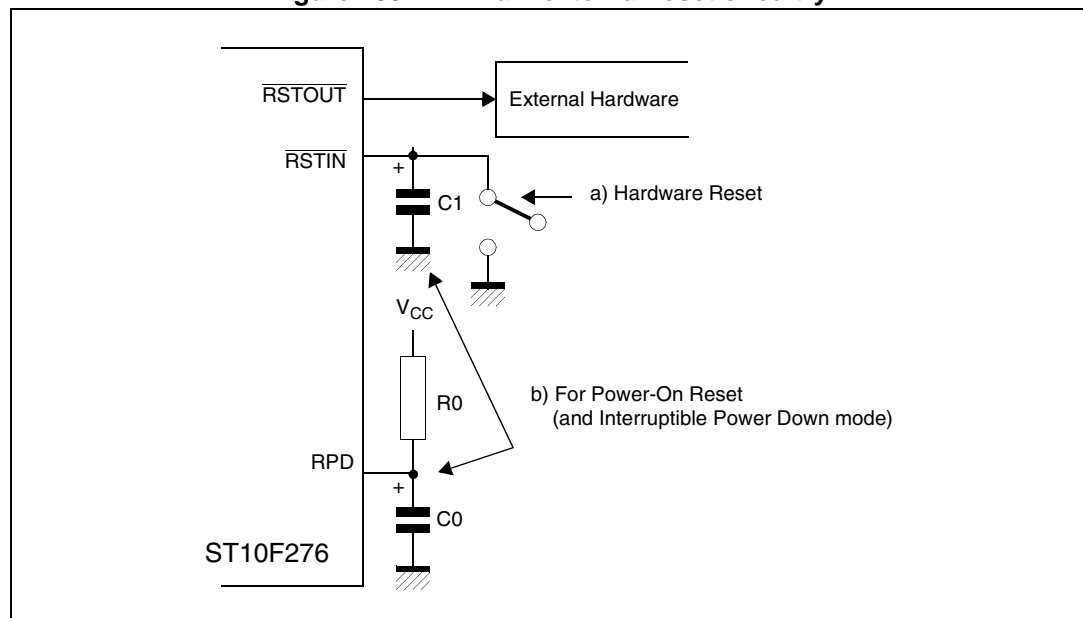 RSTOUT
External Hardware
RSTIN
+
C1
a) Hardware Reset
VCC
R0
b) For Power-On Reset
(and Interruptible Power Down mode)
RPD
+
C0
ST10F276